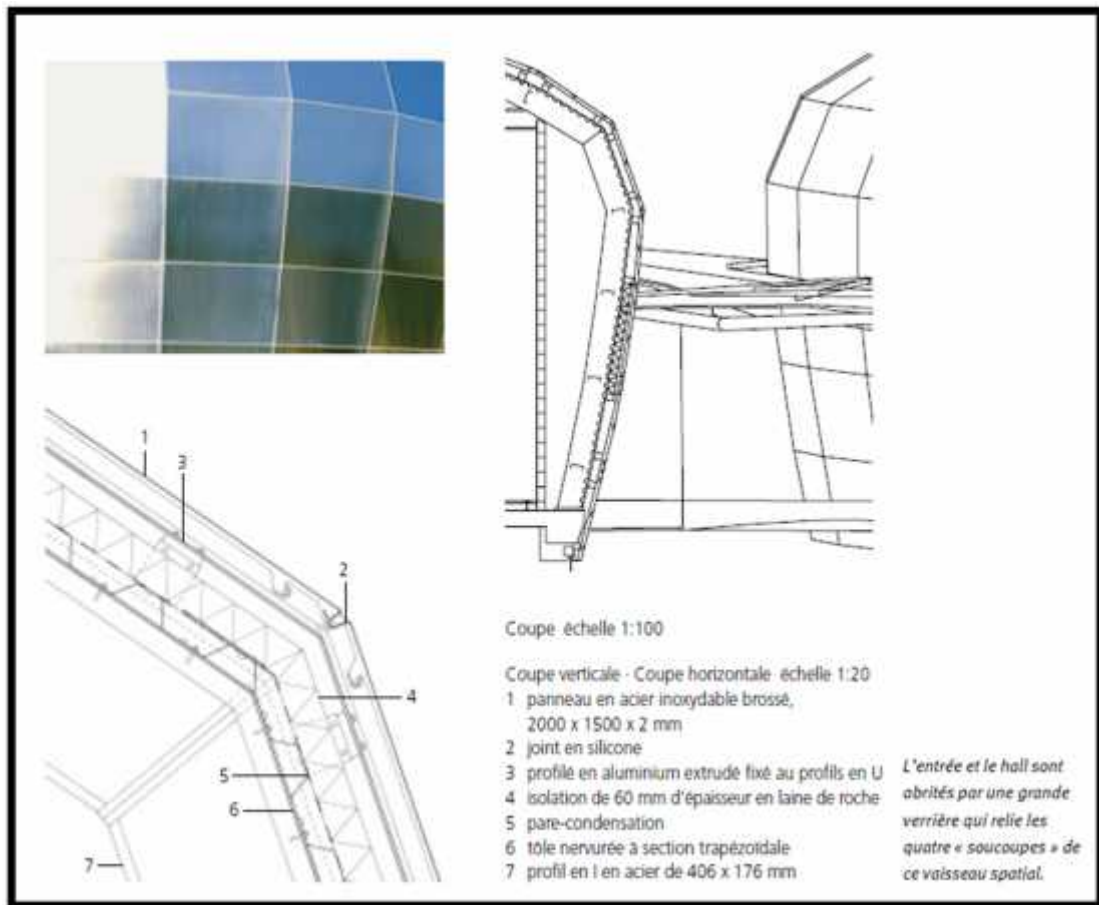 1
3
2
4
5
6
7
Coupe échelle 1:100
Coupe verticale - Coupe horizontale échelle 1:20
1 panneau en acier inoxydable brossé,
2000 x 1500 x 2 mm
2 joint en silicone
3 profilé en aluminium extrudé fixé au profils en U
4 isolation de 60 mm d'épaisseur en laine de roche
5 pare-condensation
6 tôle nervurée à section trapézoïdale
7 profil en I en acier de 406 x 176 mm
L'entrée et le hall sont
abrités par une grande
verrière qui relie les
quatre « soucoupes » de
ce vaisseau spatial.